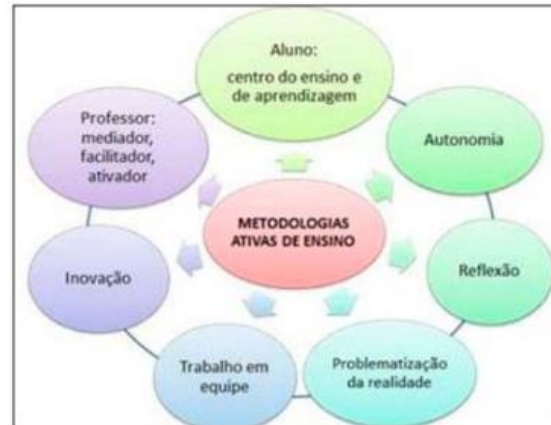 Aluno:
centro do ensino e
de aprendizagem
Autonomia
Reflexão
Problematização
da realidade
Trabalho em
equipe
Inovação
Professor:
mediador,
facilitador,
ativador
METODOLOGIAS
ATIVAS DE ENSINO